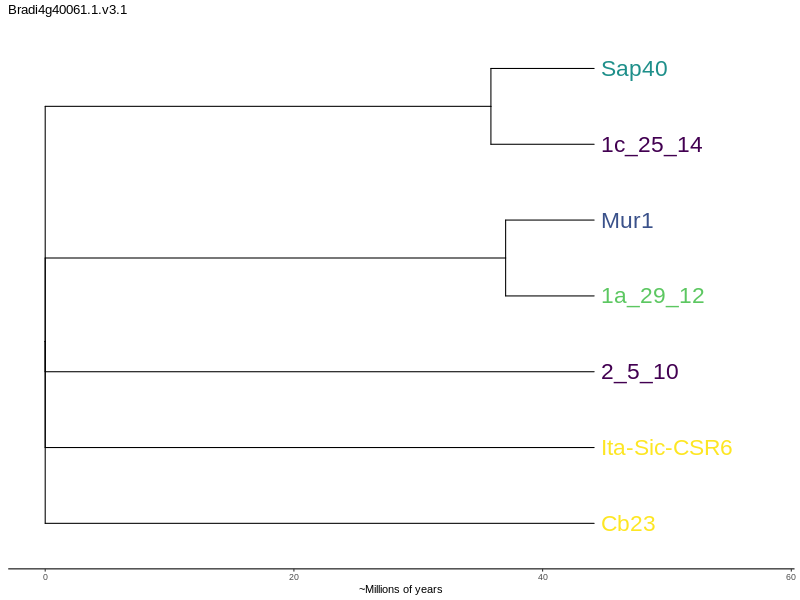 Bradi4g40061.1.v3.1
Sap40
1c_25_14
Mur1
1a_29_12
2_5_10
Ita-Sic-CSR6
Cb23
0 20 40 60
~Millions of years